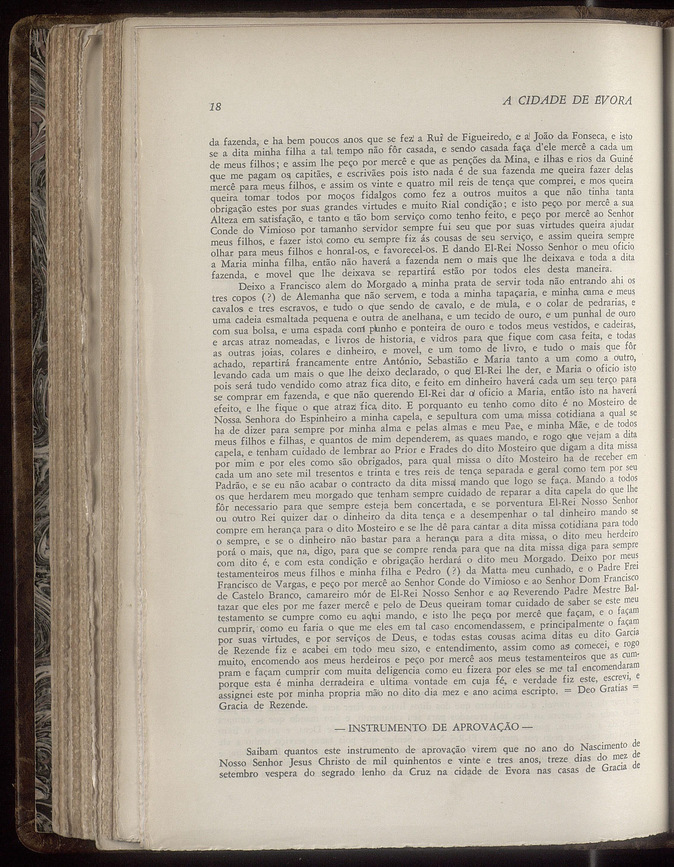 18
A CIDADE DE ÉVORA
da fazenda, e ha bem poucos anos que se fez a Rui de Figueiredo, e a João da Fonseca, e isto
se a dita minha filha a tal tempo não fôr casada, e sendo casada faça d'ele mercê a cada um
de meus filhos; e assim lhe peço por mercê e que as penções da Mina, e ilhas e rios da Guiné
que me pagam os capitães, e escrivães pois isto nada é de sua fazenda me queira fazer delas
mercê para meus filhos, e assim os vinte e quatro mil reis de tença que comprei, e mos queira
queira tomar todos por moços fidalgos como fez a outros muitos a que não tinha tanta
obrigação estes por suas grandes virtudes e muito Rial condição; e isto peço por mercê a sua
Alteza em satisfação, e tanto e tão bom serviço como tenho feito, e peço por mercê ao Senhor
Conde do Vimioso por tamanho servidor sempre fui seu que por suas virtudes queira ajudar
meus filhos, e fazer isto como eu sempre fiz ás cousas de seu serviço, e assim queira sempre
olhar para meus filhos e honral-os, e favorecel-os. E dando El-Rei Nosso Senhor o meu oficio
a Maria minha filha, então não haverá a fazenda nem o mais que lhe deixava e toda a dita
fazenda, e movel que lhe deixava se repartirá estão por todos eles desta maneira.
Deixo a Francisco alem do Morgado a minha prata de servir toda não entrando ahi os
tres copos (?) de Alemanha que não servem, e toda a minha tapaçaria, e minha cama e meus
cavalos e tres escravos, e tudo o que sendo de cavalo, e de mula, e o colar de pedrarias, e
uma cadeia esmaltada pequena e outra de anelhana, e um tecido de ouro, e um punhal de ouro
com sua bolsa, e uma espada com punho e ponteira de ouro e todos meus vestidos, e cadeiras,
e arcas atraz nomeadas, e livros de historia, e vidros para que fique com casa feita, e todas
as outras joias, colares e dinheiro, e movel, e um tomo de livro, e tudo o mais que fôr
achado, repartirá francamente entre António, Sebastião e Maria tanto a um como a outro,
levando cada um mais o que lhe deixo declarado, o que El-Rei lhe der, e Maria o oficio isto
pois será tudo vendido como atraz fica dito, e feito em dinheiro haverá cada um seu terço para
se comprar em fazenda, e que não querendo El-Rei dar o oficio a Maria, então isto na haverá
efeito, e lhe fique o que atraz fica dito. E porquanto eu tenho como dito é no Mosteiro de
Nossa Senhora do Espinheiro a minha capela, e sepultura com uma missa cotidiana a qual se
ha de dizer para sempre por minha alma e pelas almas e meu Pae, e minha Mãe, e de todos
meus filhos e filhas, e quantos de mim dependerem, as quaes mando, e rogo que vejam a dita
capela, e tenham cuidado de lembrar ao Prior e Frades do dito Mosteiro que digam a dita missa
por mim e por eles como são obrigados, para qual missa o dito Mosteiro ha de receber em
cada um ano sete mil tresentos e trinta e tres reis de tença separada e geral como tem por seu
Padrão, e se eu não acabar o contracto da dita missa mando que logo se faça. Mando a todos
os que herdarem meu morgado que tenham sempre cuidado de reparar a dita capela do que lhe
fôr necessario para que sempre esteja bem concertada, e se porventura El-Rei Nosso Senhor
ou outro Rei quizer dar o dinheiro da dita tença e a desempenhar o tal dinheiro mando se
compre em herança para o dito Mosteiro e se lhe dê para cantar a dita missa cotidiana para todo
o sempre, e se o dinheiro não bastar para a herança para a dita missa, o dito meu herdeiro
porá o mais, que na, digo, para que se compre renda para que na dita missa diga para sempre
com dito é, e com esta condição e obrigação herdará o dito meu Morgado. Deixo por meus
testamenteiros meus filhos e minha filha e Pedro (?) da Matta meu cunhado, e o Padre Frei
Francisco de Vargas, e peço por mercê ao Senhor Conde do Vimioso e ao Senhor Dom Francisco
de Castelo Branco, camareiro mór de El-Rei Nosso Senhor e ao Reverendo Padre Mestre Bal-
tazar que eles por me fazer mercê e pelo de Deus queiram tomar cuidado de saber se este meu
testamento se cumpre como eu aqui mando, e isto lhe peço por mercê que façam, e o façam
cumprir, como eu faria o que me eles em tal caso encomendassem, e principalmente o façam
por suas virtudes, e por serviços de Deus, e todas estas cousas acima ditas eu dito Garcia
de Rezende fiz e acabei em todo meu sizo, e entendimento, assim como as comecei, e rogo
muito, encomendo aos meus herdeiros e peço por mercê aos meus testamenteiros que as cum-
pram e façam cumprir com muita deligencia como eu fizera por eles se me tal encomendaram
porque esta é minha derradeira e ultima vontade em cuja fé, e verdade fiz este, escrevi, e
assignei este por minha propria mão no dito dia mez e ano acima escripto. = Deo Gratias =
Gracia de Rezende.
— INSTRUMENTO DE APROVAÇÃO —
Saibam quantos este instrumento de aprovação virem que no ano do Nascimento de
Nosso Senhor Jesus Christo de mil quinhentos e vinte e tres anos, treze dias do mez de
setembro vespera do segrado lenho da Cruz na cidade de Evora nas casas de Gracia de